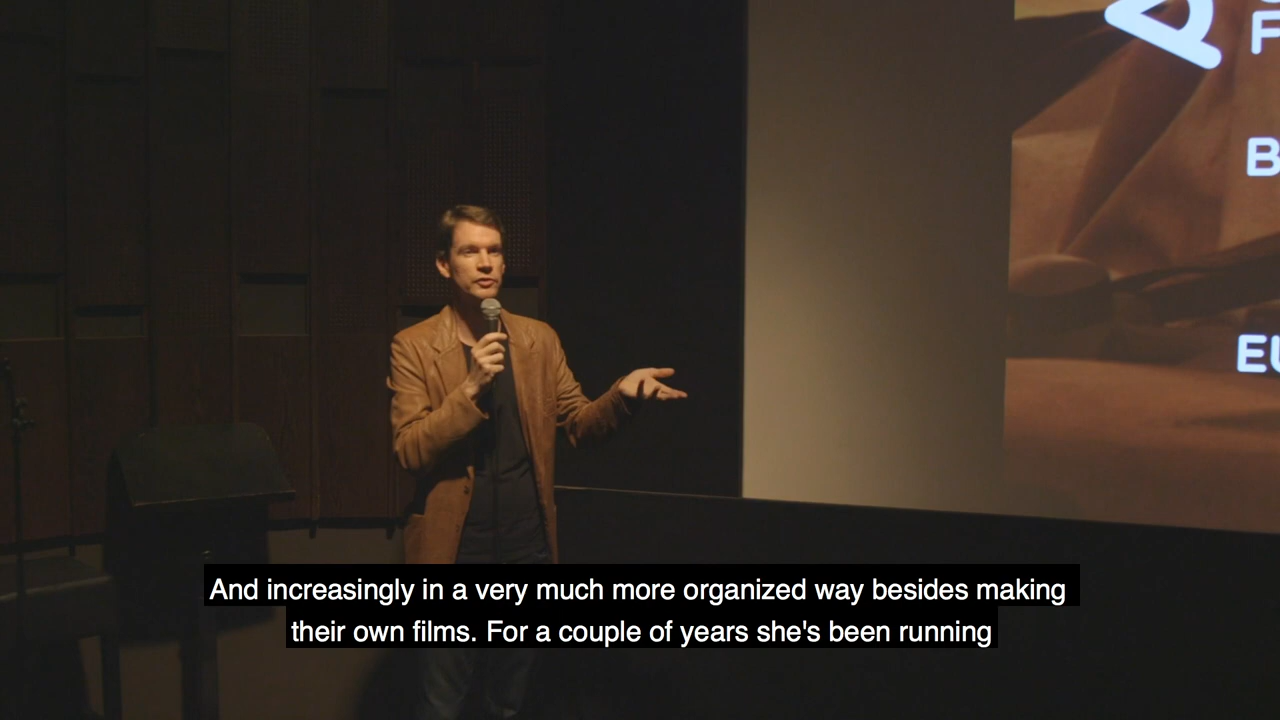 F
B
EU
And increasingly in a very much more organized way besides making
their own films. For a couple of years she's been running